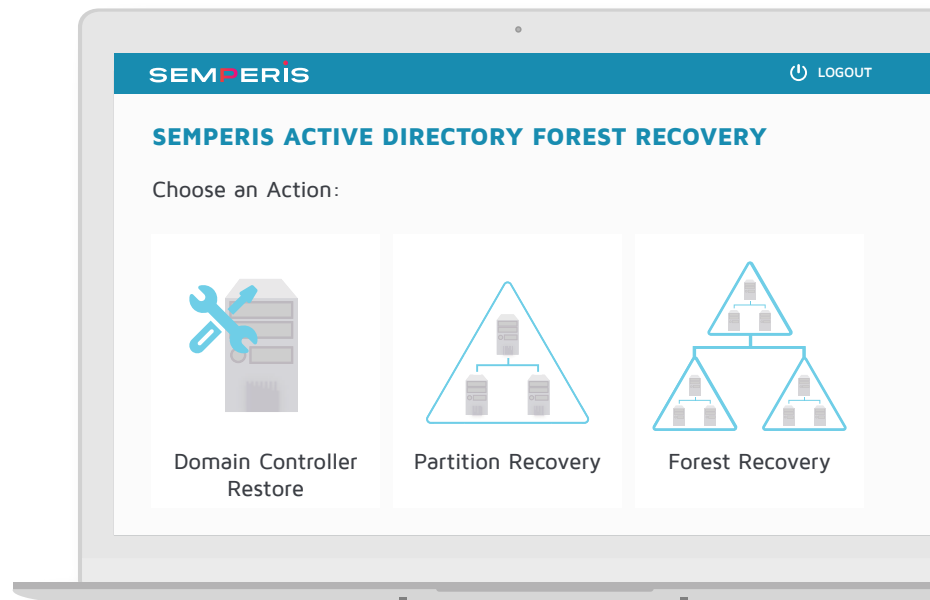 SEMPERIS
LOGOUT
SEMPERIS ACTIVE DIRECTORY FOREST RECOVERY
Choose an Action:
Domain Controller
Restore
Partition Recovery
Forest Recovery